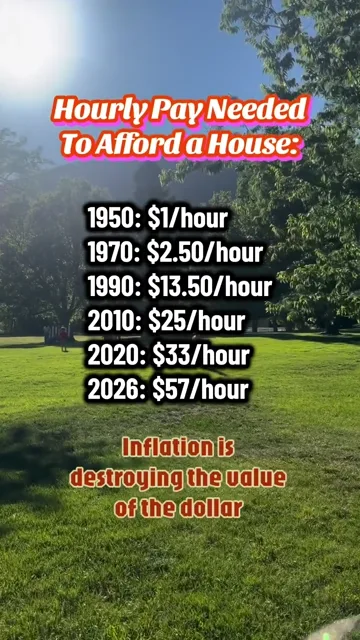 Hourly Pay Needed
To Afford a House:
1950: $1/hour
1970: $2.50/hour
1990: $13.50/hour
2010: $25/hour
2020: $33/hour
2026: $57/hour
Inflation is
destroying the value
of the dollar